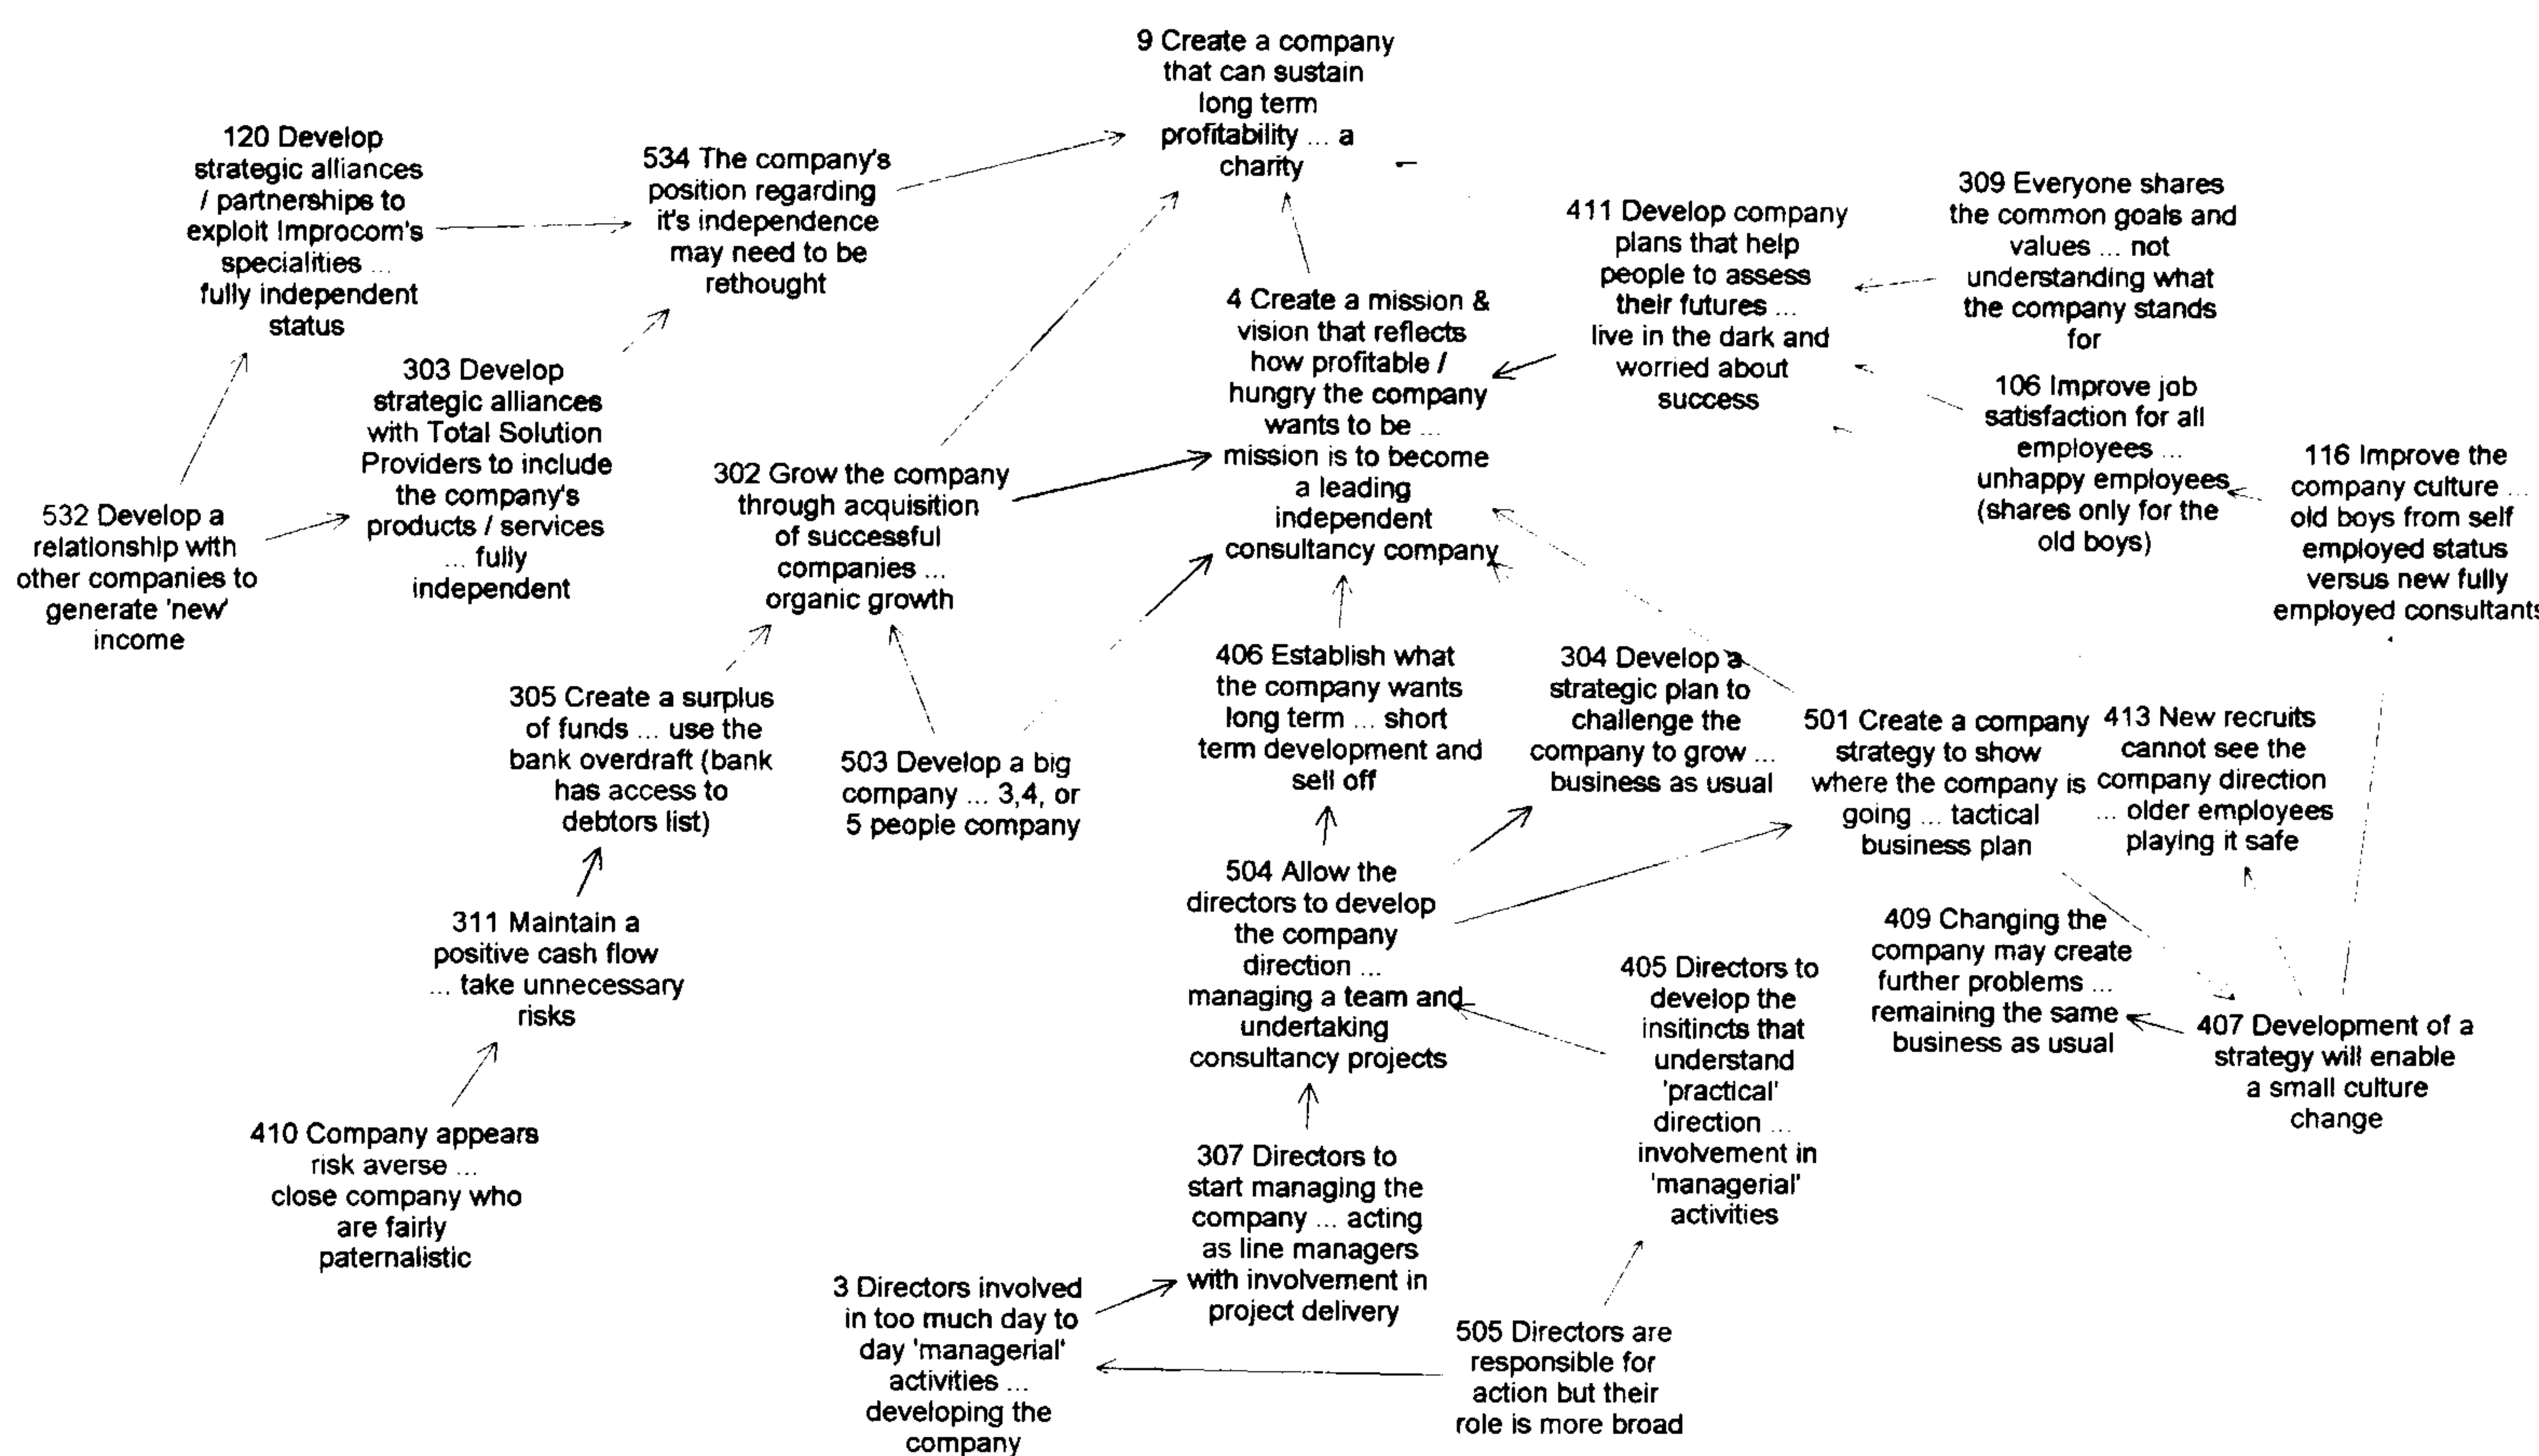 9 Create a company
that can sustain
long term
profitability ... a
charity
120 Develop
strategic alliances
/ partnerships to
exploit Improcom's
specialities ...
fully independent
status
534 The company's
position regarding
it's independence
may need to be
rethought
411 Develop company
plans that help
people to assess
their futures ...
live in the dark and
worried about
success
309 Everyone shares
the common goals and
values ... not
understanding what
the company stands
for
4 Create a mission &
vision that reflects
how profitable /
hungry the company
wants to be ...
mission is to become
a leading
independent
consultancy company
303 Develop
strategic alliances
with Total Solution
Providers to include
the company's
products / services
... fully
independent
106 Improve job
satisfaction for all
employees ...
unhappy employees
(shares only for the
old boys)
116 Improve the
company culture ...
old boys from self
employed status
versus new fully
employed consultants
302 Grow the company
through acquisition
of successful
companies ...
organic growth
532 Develop a
relationship with
other companies to
generate 'new'
income
305 Create a surplus
of funds ... use the
bank overdraft (bank
has access to
debtors list)
503 Develop a big
company ... 3,4, or
5 people company
406 Establish what
the company wants
long term ... short
term development and
sell off
304 Develop a
strategic plan to
challenge the
company to grow ...
business as usual
501 Create a company
strategy to show
where the company is
going ... tactical
business plan
413 New recruits
cannot see the
company direction
... older employees
playing it safe
504 Allow the
directors to develop
the company
direction ...
managing a team and
undertaking
consultancy projects
311 Maintain a
positive cash flow
... take unnecessary
risks
409 Changing the
company may create
further problems ...
remaining the same
business as usual
405 Directors to
develop the
insitincts that
understand
'practical'
direction ...
involvement in
'managerial'
activities
407 Development of a
strategy will enable
a small culture
change
410 Company appears
risk averse ...
close company who
are fairly
paternalistic
307 Directors to
start managing the
company ... acting
as line managers
with involvement in
project delivery
3 Directors involved
in too much day to
day 'managerial'
activities ...
developing the
company
505 Directors are
responsible for
action but their
role is more broad